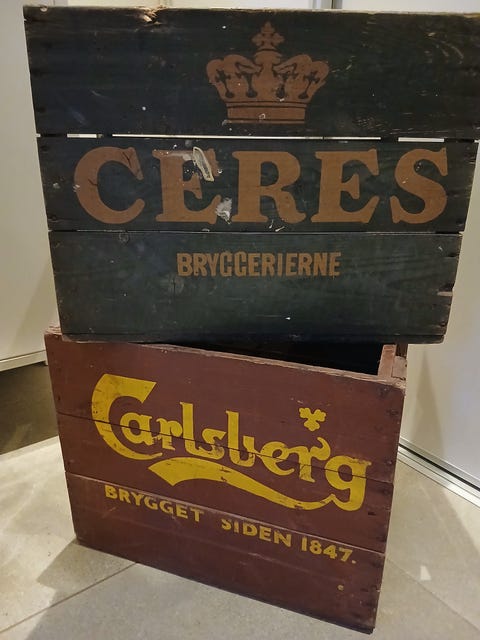 CERES
BRYGGERIERNE
Carlsberg
BRYGGET SIDEN 1847.